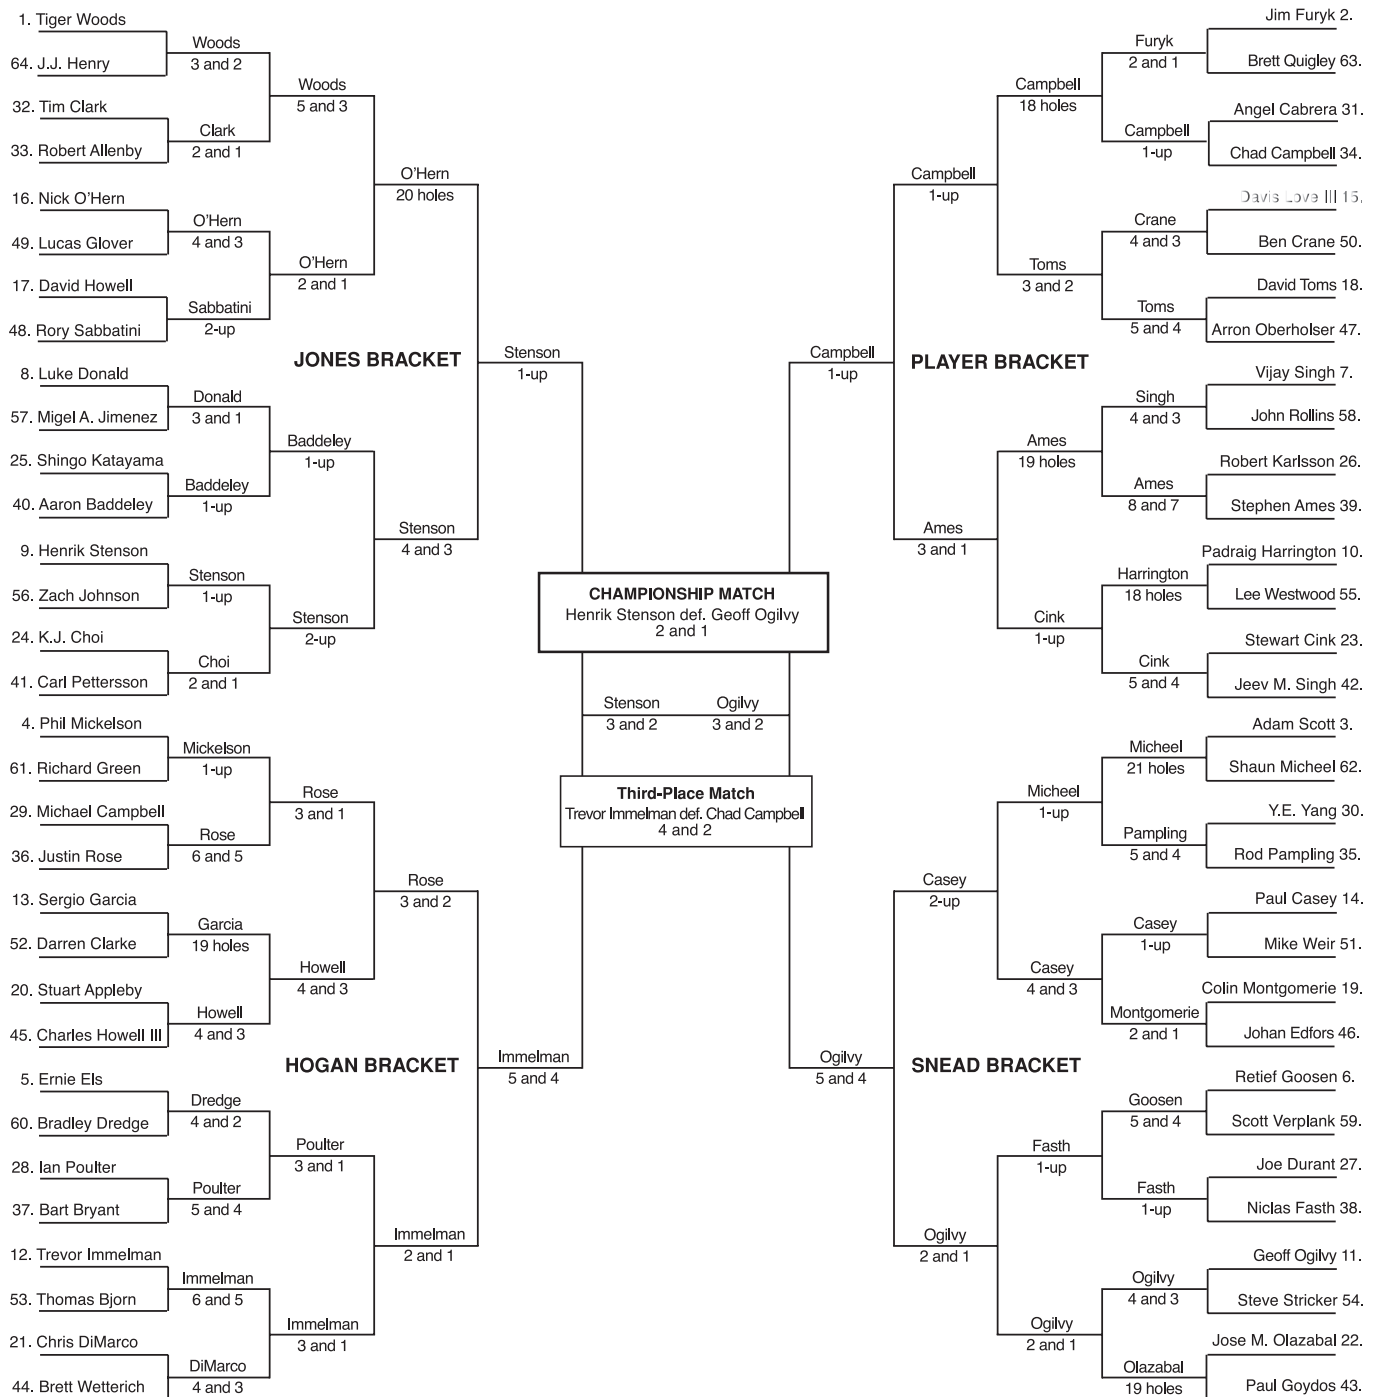 1. Tiger Woods
64. J.J. Henry
32. Tim Clark
33. Robert Allenby
16. Nick O'Hern
49. Lucas Glover
17. David Howell
48. Rory Sabbatini
8. Luke Donald
57. Migel A. Jimenez
25. Shingo Katayama
40. Aaron Baddeley
9. Henrik Stenson
56. Zach Johnson
24. K.J. Choi
41. Carl Pettersson
Woods
3 and 2
Clark
2 and 1
O'Hern
4 and 3
Sabbatini
2-up
Donald
3 and 1
Baddeley
1-up
Stenson
1-up
Choi
2 and 1
Woods
5 and 3
O'Hern
2 and 1
Baddeley
1-up
Stenson
2-up
O'Hern
20 holes
Stenson
4 and 3
JONES BRACKET
Stenson
1-up
4. Phil Mickelson
61. Richard Green
29. Michael Campbell
36. Justin Rose
13. Sergio Garcia
52. Darren Clarke
20. Stuart Appleby
45. Charles Howell III
5. Ernie Els
60. Bradley Dredge
28. Ian Poulter
37. Bart Bryant
12. Trevor Immelman
53. Thomas Bjorn
21. Chris DiMarco
44. Brett Wetterich
Mickelson
1-up
Rose
6 and 5
Garcia
19 holes
Howell
4 and 3
Dredge
4 and 2
Poulter
5 and 4
Immelman
6 and 5
DiMarco
4 and 3
Rose
3 and 1
Howell
4 and 3
Poulter
3 and 1
Immelman
3 and 1
Rose
3 and 2
Immelman
2 and 1
HOGAN BRACKET
Immelman
5 and 4
CHAMPIONSHIP MATCH
Henrik Stenson def. Geoff Ogilvy
2 and 1
Stenson
3 and 2
Ogilvy
3 and 2
Third-Place Match
Trevor Immelman def. Chad Campbell
4 and 2
Campbell
1-up
PLAYER BRACKET
Campbell
1-up
Ames
3 and 1
Campbell
18 holes
Toms
3 and 2
Ames
19 holes
Cink
1-up
Furyk
2 and 1
Campbell
1-up
Crane
4 and 3
Toms
5 and 4
Singh
4 and 3
Ames
8 and 7
Harrington
18 holes
Cink
5 and 4
Jim Furyk 2.
Brett Quigley 63.
Angel Cabrera 31.
Chad Campbell 34.
Davis Love III 15.
Ben Crane 50.
David Toms 18.
Arron Oberholser 47.
Vijay Singh 7.
John Rollins 58.
Robert Karlsson 26.
Stephen Ames 39.
Padraig Harrington 10.
Lee Westwood 55.
Stewart Cink 23.
Jeev M. Singh 42.
Ogilvy
5 and 4
SNEAD BRACKET
Casey
2-up
Ogilvy
2 and 1
Micheel
1-up
Casey
4 and 3
Fasth
1-up
Ogilvy
2 and 1
Micheel
21 holes
Pampling
5 and 4
Casey
1-up
Montgomerie
2 and 1
Goosen
5 and 4
Fasth
1-up
Ogilvy
4 and 3
Olazabal
19 holes
Adam Scott 3.
Shaun Micheel 62.
Y.E. Yang 30.
Rod Pampling 35.
Paul Casey 14.
Mike Weir 51.
Colin Montgomerie 19.
Johan Edfors 46.
Retief Goosen 6.
Scott Verplank 59.
Joe Durant 27.
Niclas Fasth 38.
Geoff Ogilvy 11.
Steve Stricker 54.
Jose M. Olazabal 22.
Paul Goydos 43.